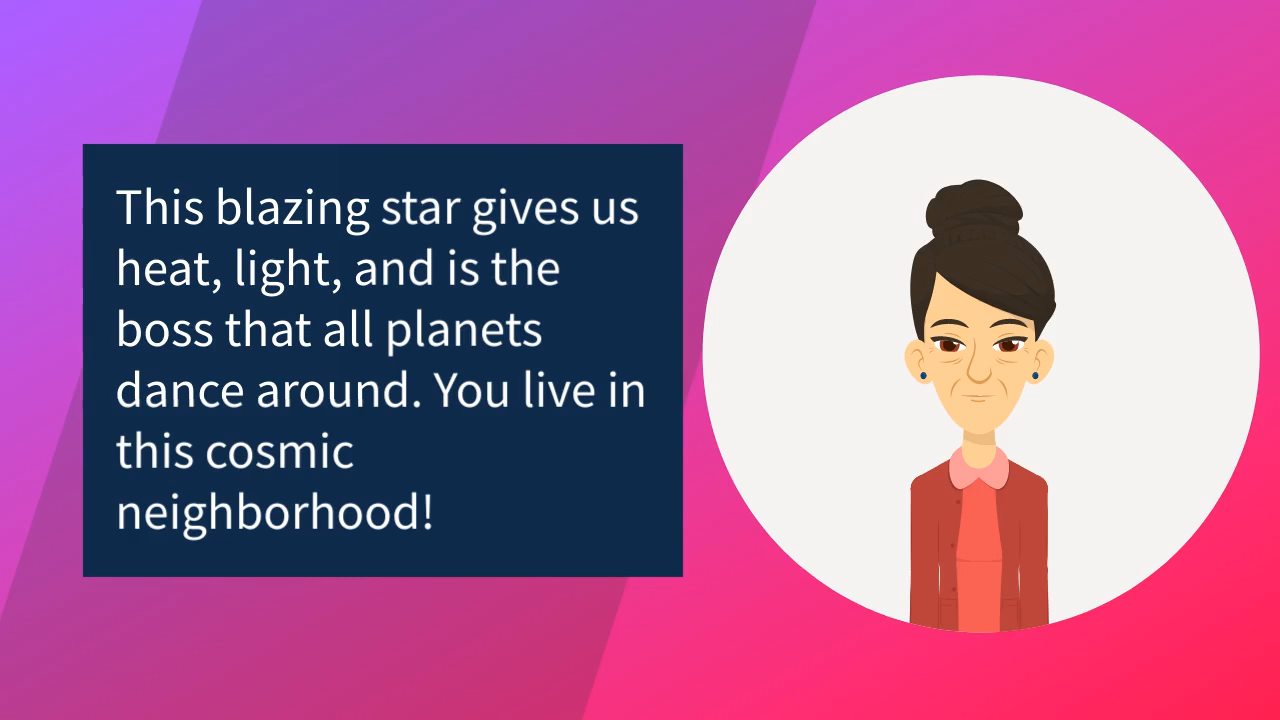 This blazing star gives us
heat, light, and is the
boss that all planets
dance around. You live in
this cosmic
neighborhood!